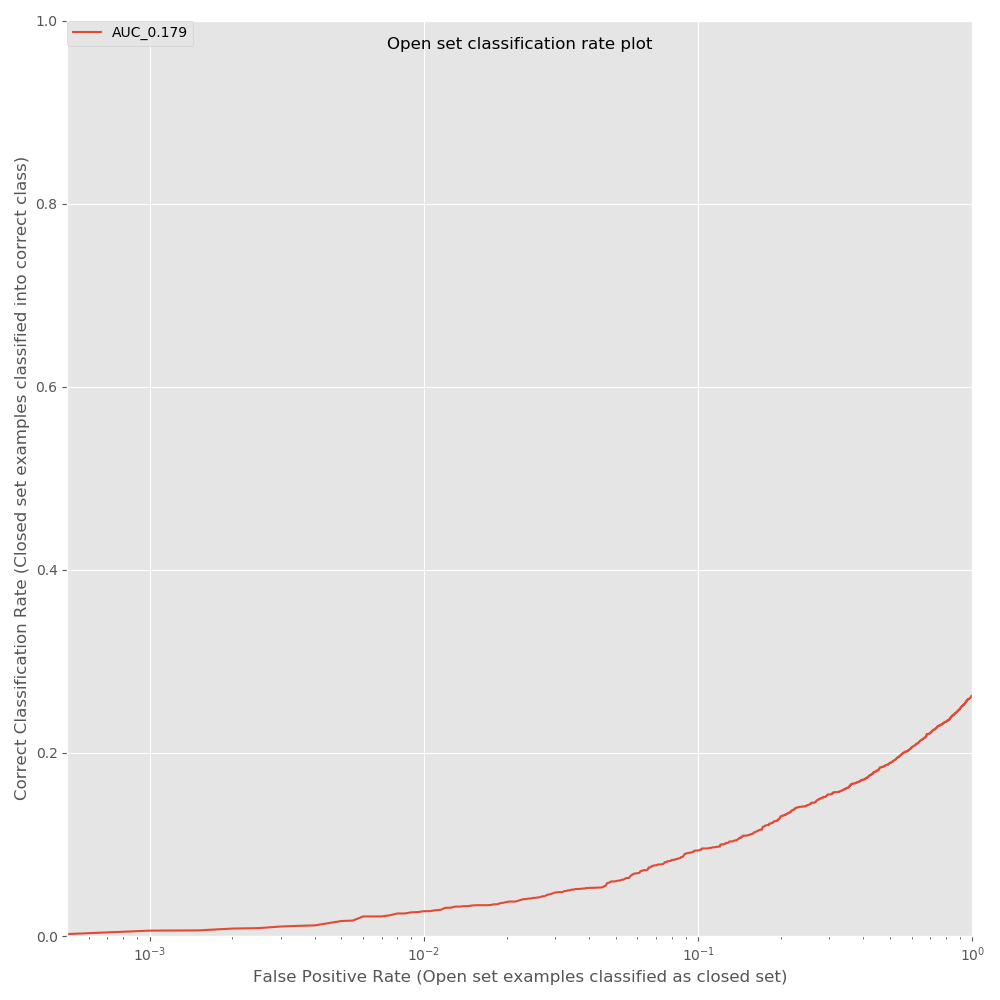 AUC_0.179
Open set classification rate plot
Correct Classification Rate (Closed set examples classified into correct class)
1.0
0.8
0.6
0.4
0.2
0.0
10⁻³
10⁻²
10⁻¹
10⁰
False Positive Rate (Open set examples classified as closed set)